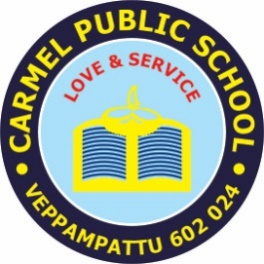 CARMEL PUBLIC SCHOOL
LOVE & SERVICE
VEPPAMPATTU 602 024